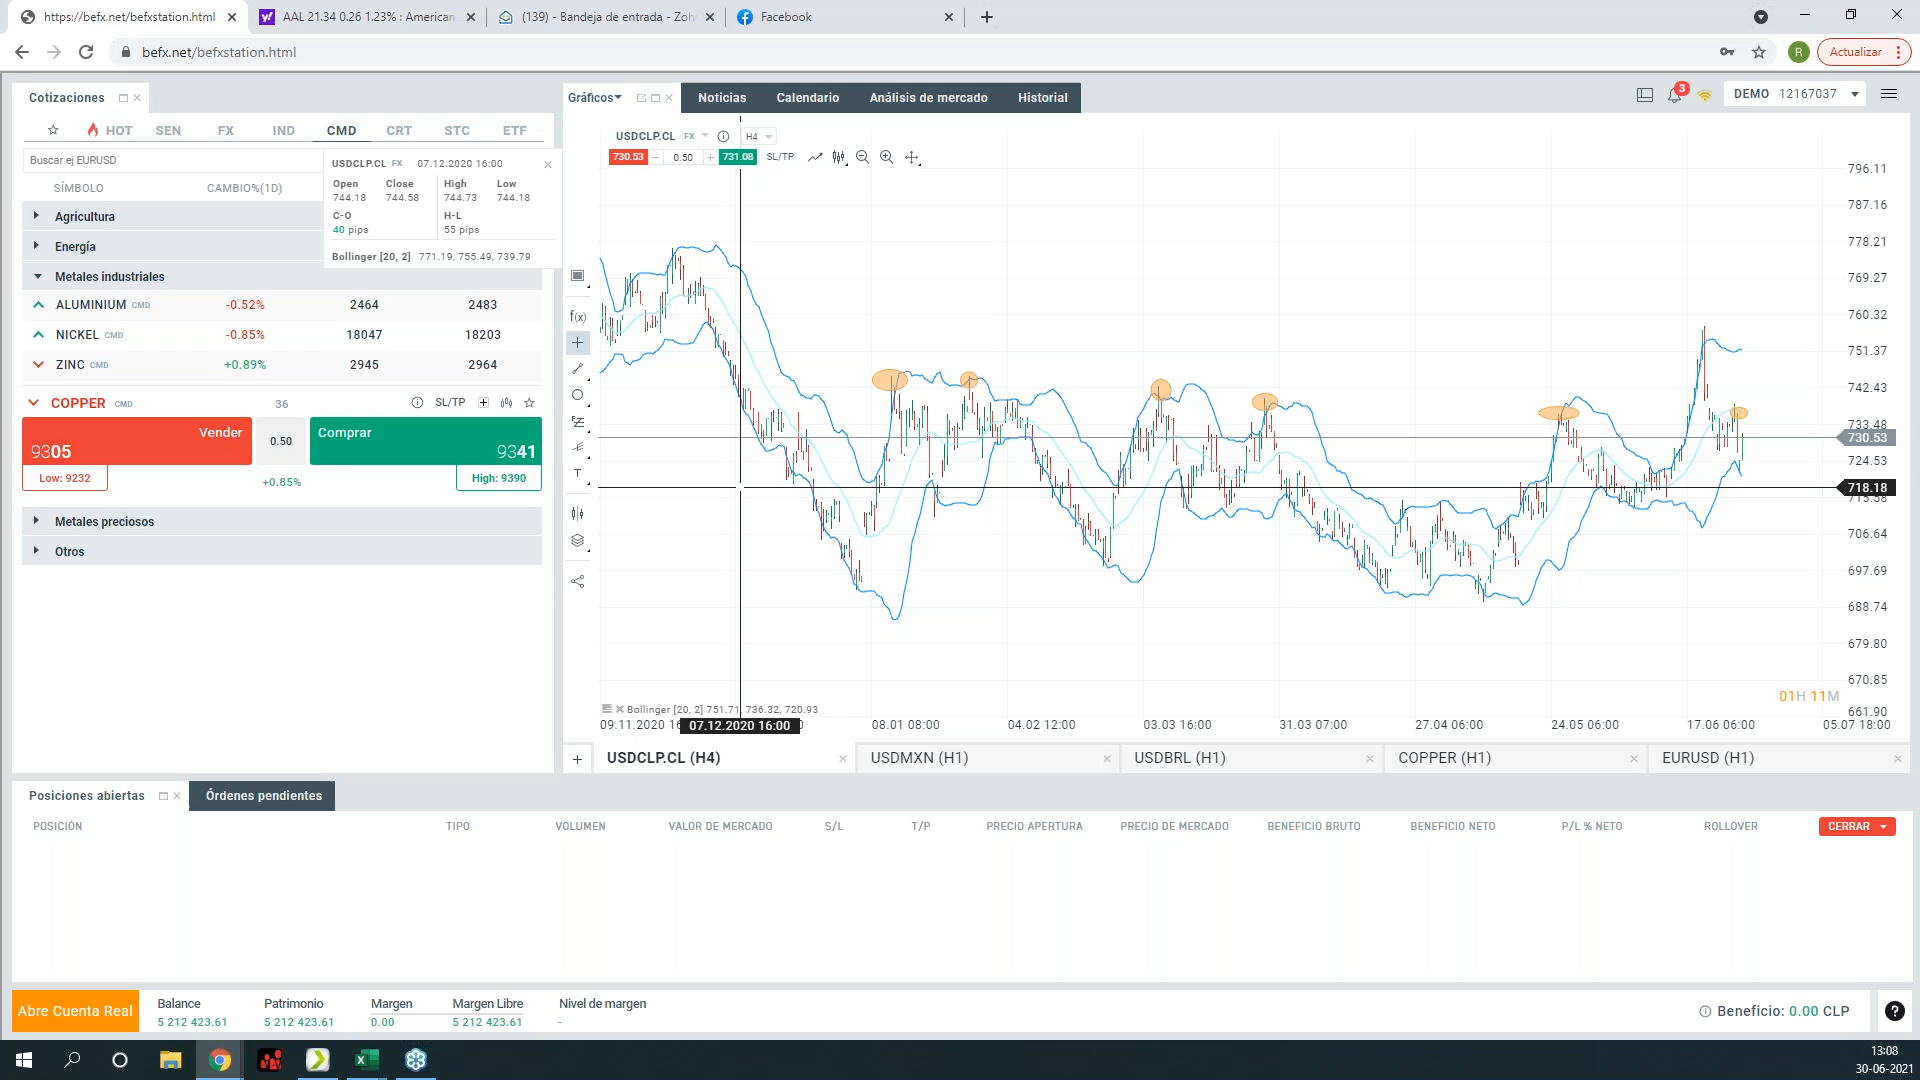 https://befx.net/befxstation.html
AAL 21.34 0.26 1.23% : American
(139) - Bandeja de entrada - Zoh
Facebook
befx.net/befxstation.html
R
Actualizar
Cotizaciones
HOT SEN FX IND CMD CRT STC ETF
Buscar ej EURUSD
SÍMBOLO CAMBIO%(1D)
Agricultura
Energía
Metales industriales
ALUMINIUM CMD -0.52% 2464 2483
NICKEL CMD -0.85% 18047 18203
ZINC CMD +0.89% 2945 2964
COPPER CMD 36 SL/TP
Vender 0.50 Comprar
9305 9341
Low: 9232 +0.85% High: 9390
Metales preciosos
Otros
USDCLP.CL FX 07.12.2020 16:00
Open Close High Low
744.18 744.58 744.73 744.18
C-O H-L
40 pips 55 pips
Bollinger [20, 2] 771.19, 755.49, 739.79
Gráficos Noticias Calendario Análisis de mercado Historial
3
DEMO 12167037
USDCLP.CL FX H4
730.53 0.50 731.08 SL/TP
f(x)
T
796.11
787.16
778.21
769.27
760.32
751.37
742.43
733.48
730.53
724.53
718.18
706.64
697.69
688.74
679.80
670.85
661.90
01H 11M
Bollinger [20, 2] 751.71, 736.32, 720.93
09.11.2020 07.12.2020 16:00 08.01 08:00 04.02 12:00 03.03 16:00 31.03 07:00 27.04 06:00 24.05 06:00 17.06 06:00 05.07 18:00
USDCLP.CL (H4) USDMXN (H1) USDBRL (H1) COPPER (H1) EURUSD (H1)
Posiciones abiertas Órdenes pendientes
POSICIÓN TIPO VOLUMEN VALOR DE MERCADO S/L T/P PRECIO APERTURA PRECIO DE MERCADO BENEFICIO BRUTO BENEFICIO NETO P/L % NETO ROLLOVER CERRAR
Abre Cuenta Real
Balance Patrimonio Margen Margen Libre Nivel de margen
5 212 423.61 5 212 423.61 0.00 5 212 423.61 -
Beneficio: 0.00 CLP
13:08
30-06-2021